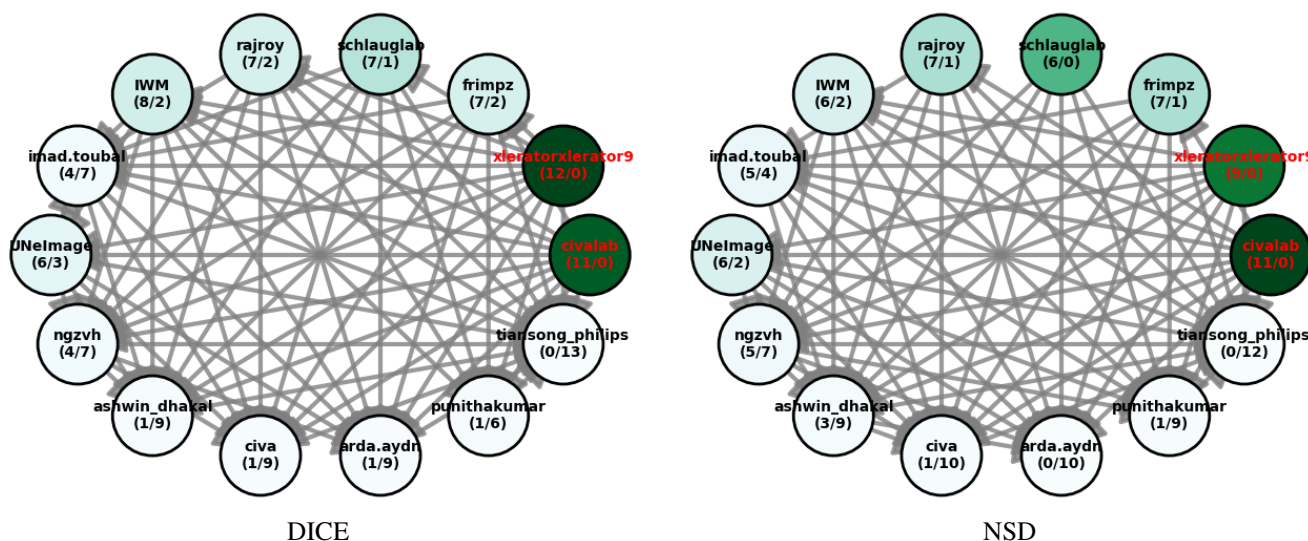 rajroy
(7/2)
schlauglab
(7/1)
IWM
(8/2)
frimpz
(7/2)
imad.toubal
(4/7)
xleratorxlerator9
(12/0)
UNeImage
(6/3)
civalab
(11/0)
ngzvh
(4/7)
tiansong_philips
(0/13)
ashwin_dhakal
(1/9)
punithakumar
(1/6)
civa
(1/9)
arda.aydn
(1/9)
DICE
rajroy
(7/1)
schlauglab
(6/0)
IWM
(6/2)
frimpz
(7/1)
imad.toubal
(5/4)
xleratorxlerator9
(9/0)
UNeImage
(6/2)
civalab
(11/0)
ngzvh
(5/7)
tiansong_philips
(0/12)
ashwin_dhakal
(3/9)
punithakumar
(1/9)
civa
(1/10)
arda.aydn
(0/10)
NSD